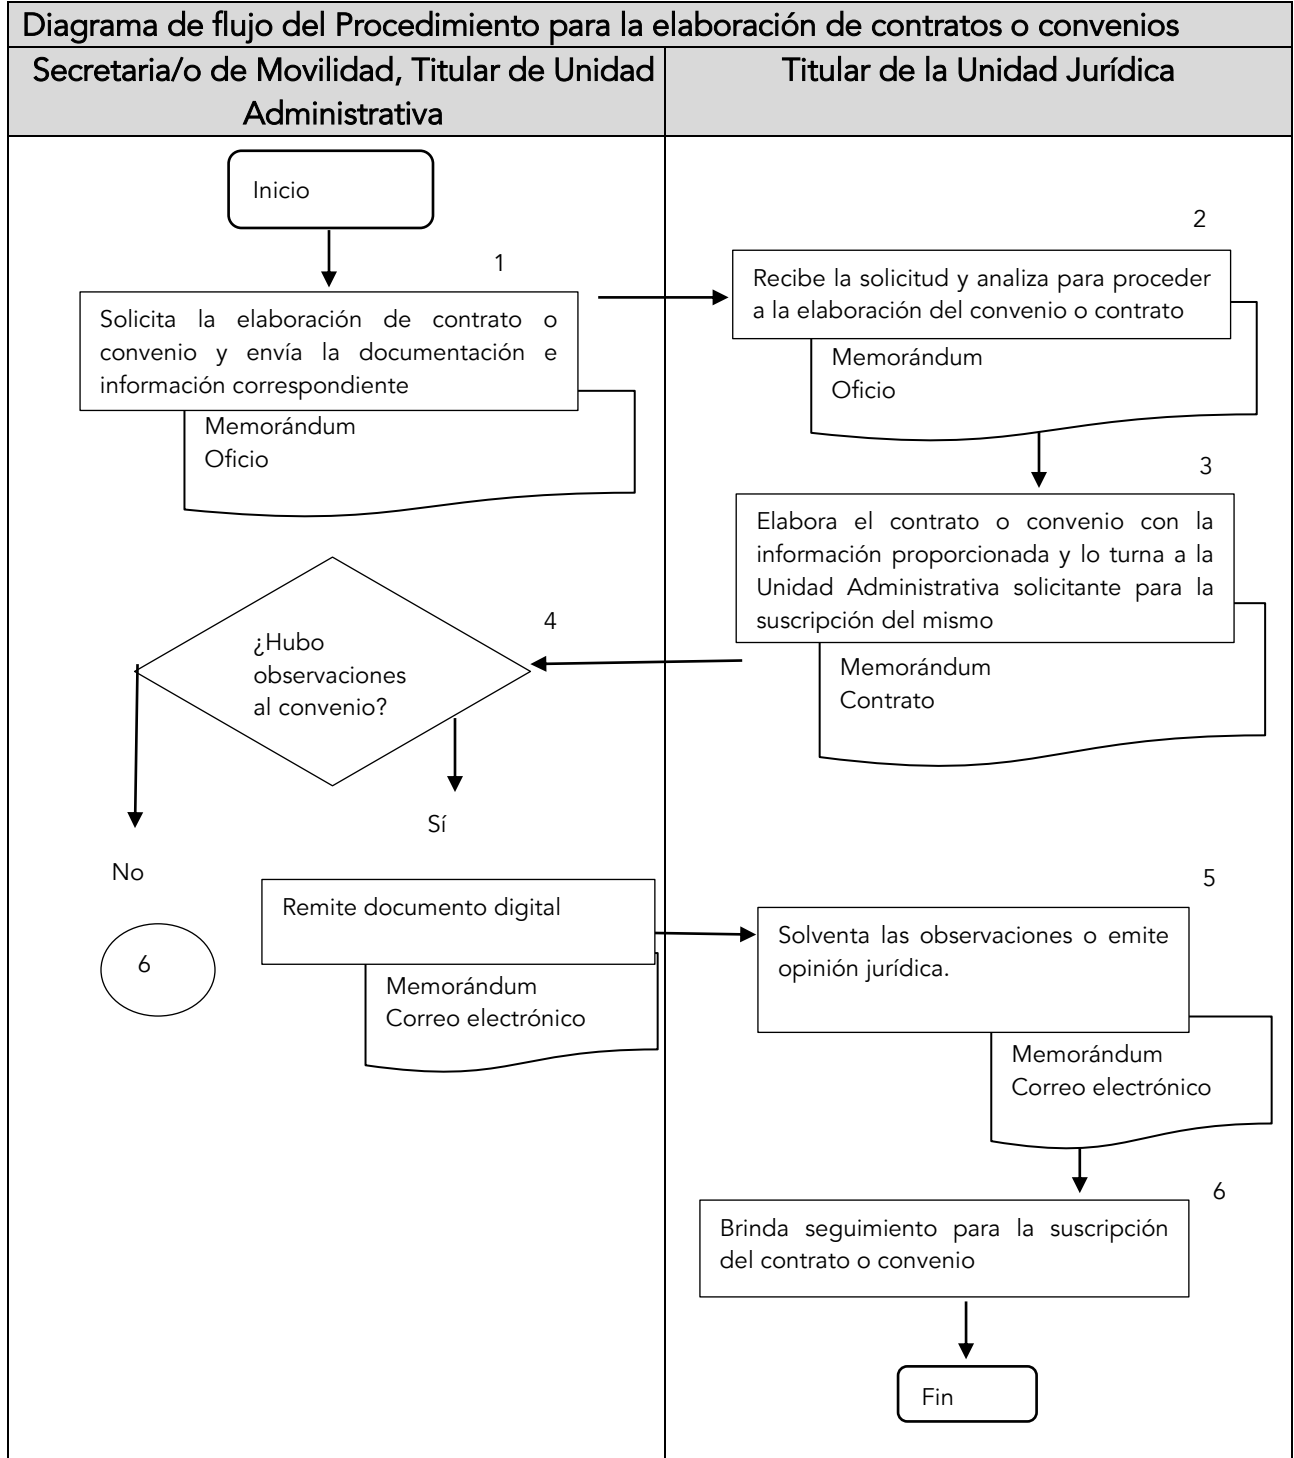 Diagrama de flujo del Procedimiento para la elaboración de contratos o convenios
Secretaria/o de Movilidad, Titular de Unidad
Administrativa
Titular de la Unidad Jurídica
Inicio
1
Solicita la elaboración de contrato o
convenio y envía la documentación e
información correspondiente
Memorándum
Oficio
2
Recibe la solicitud y analiza para proceder
a la elaboración del convenio o contrato
Memorándum
Oficio
3
Elabora el contrato o convenio con la
información proporcionada y lo turna a la
Unidad Administrativa solicitante para la
suscripción del mismo
Memorándum
Contrato
4
¿Hubo
observaciones
al convenio?
Sí
No
6
Remite documento digital
Memorándum
Correo electrónico
5
Solventa las observaciones o emite
opinión jurídica.
Memorándum
Correo electrónico
6
Brinda seguimiento para la suscripción
del contrato o convenio
Fin